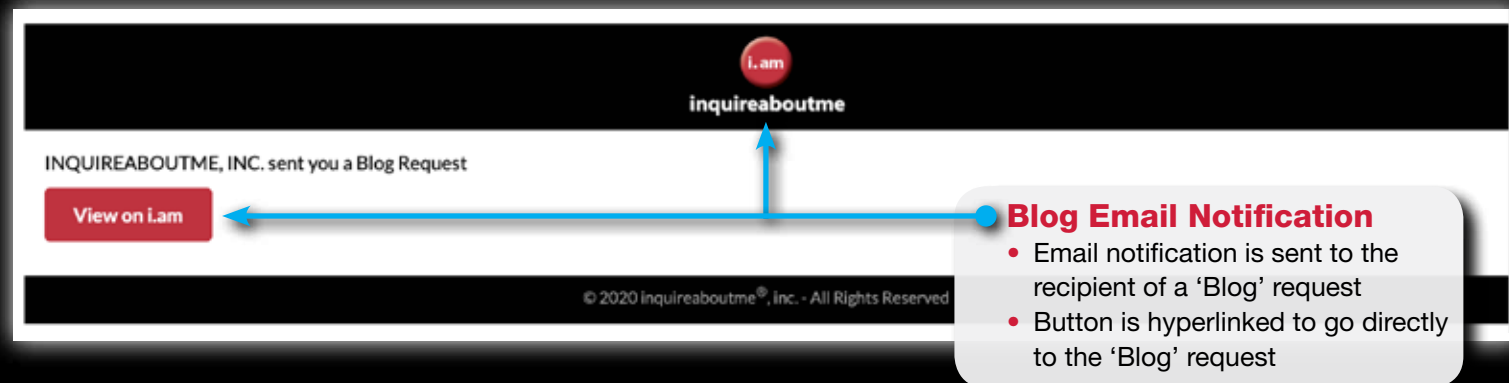 i.am
inquireaboutme
INQUIREABOUTME, INC. sent you a Blog Request
View on i.am
Blog Email Notification
• Email notification is sent to the
recipient of a ‘Blog’ request
• Button is hyperlinked to go directly
to the ‘Blog’ request
© 2020 inquireaboutme®, inc. - All Rights Reserved